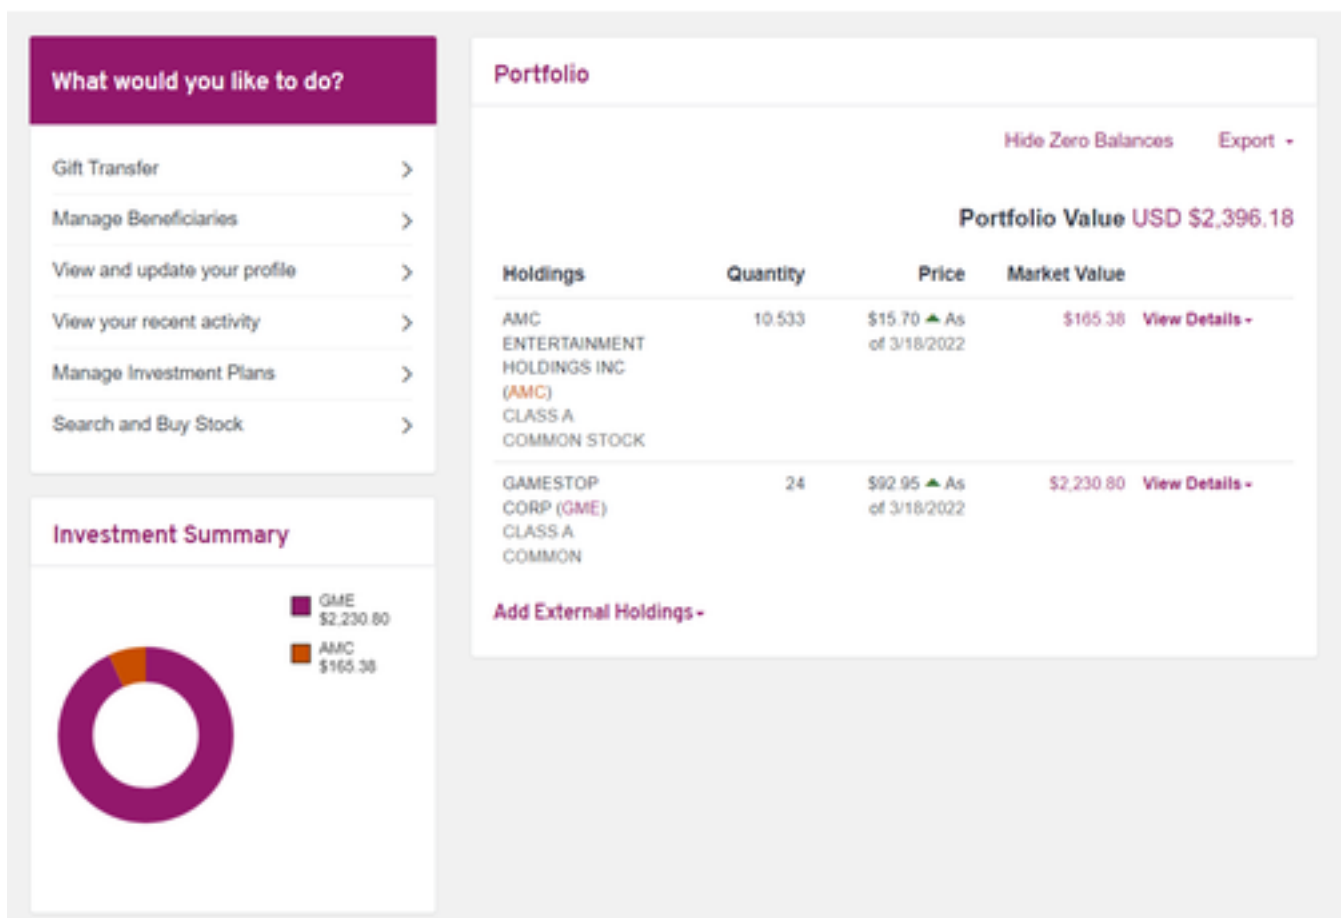 What would you like to do?
Gift Transfer
Manage Beneficiaries
View and update your profile
View your recent activity
Manage Investment Plans
Search and Buy Stock
Investment Summary
GME
$2,230.80
AMC
$165.38
Portfolio
Hide Zero Balances Export
Portfolio Value USD $2,396.18
Holdings Quantity Price Market Value
AMC 10.533 $15.70 As $165.38 View Details
ENTERTAINMENT of 3/18/2022
HOLDINGS INC
(AMC)
CLASS A
COMMON STOCK
GAMESTOP 24 $92.95 As $2,230.80 View Details
CORP (GME) of 3/18/2022
CLASS A
COMMON
Add External Holdings